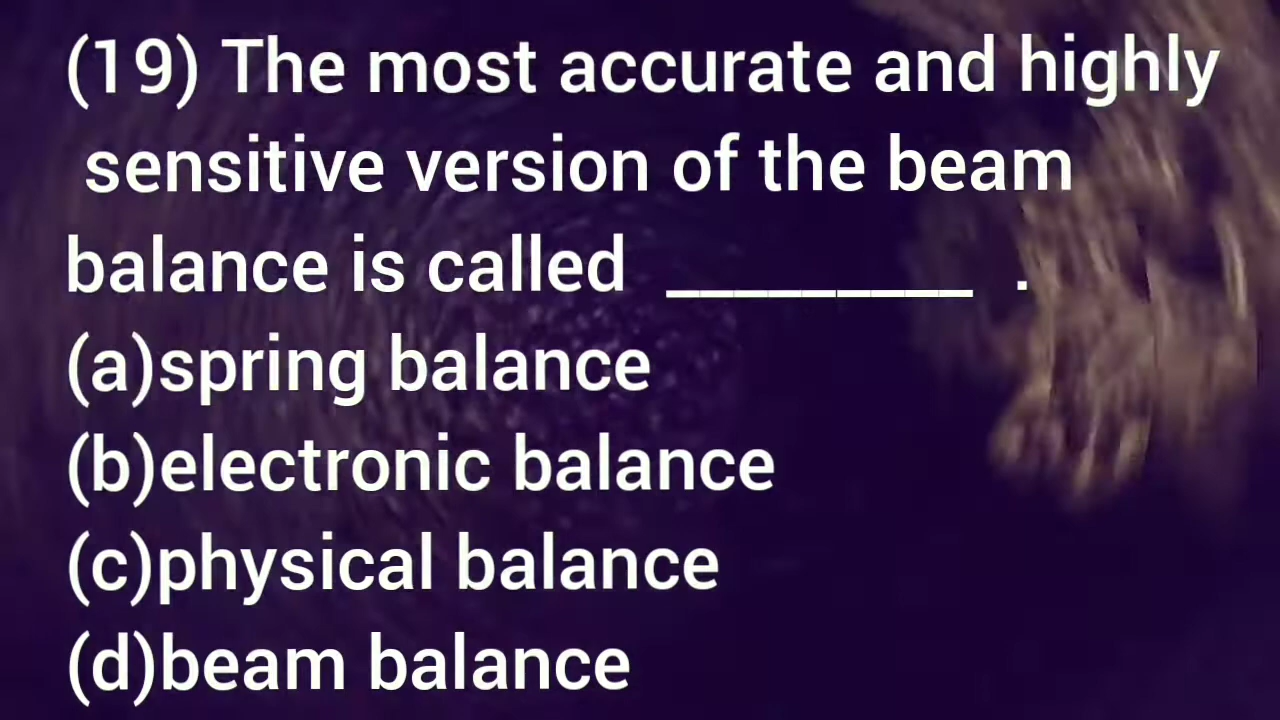 (19) The most accurate and highly
sensitive version of the beam
balance is called _________ .
(a)spring balance
(b)electronic balance
(c)physical balance
(d)beam balance